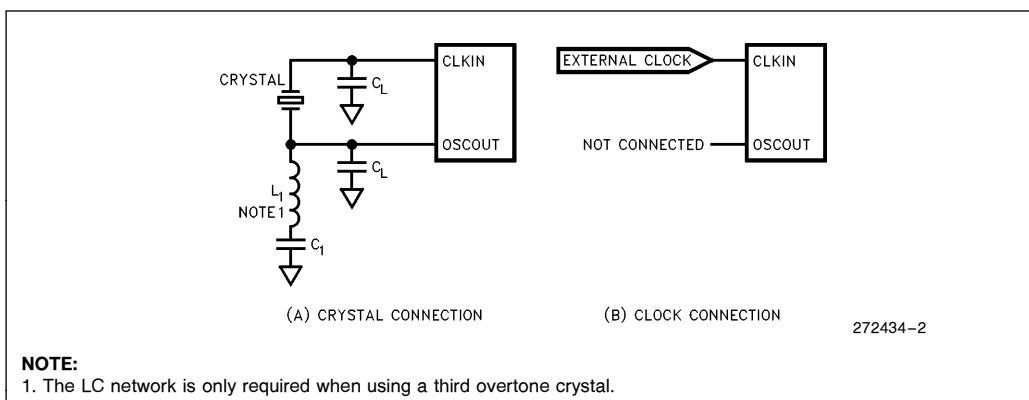 CRYSTAL
C_L
CLKIN
OSCOUT
C_L
L_1
NOTE 1
C_1
(A) CRYSTAL CONNECTION
EXTERNAL CLOCK
CLKIN
NOT CONNECTED
OSCOUT
(B) CLOCK CONNECTION
272434–2
NOTE:
1. The LC network is only required when using a third overtone crystal.